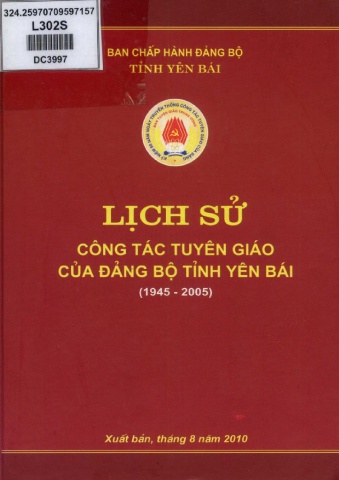 324.25970709597157
L302S
DC3997
BAN CHẤP HÀNH ĐẢNG BỘ
TỈNH YÊN BÁI
LỊCH SỬ
CÔNG TÁC TUYÊN GIÁO
CỦA ĐẢNG BỘ TỈNH YÊN BÁI
(1945 - 2005)
Xuất bản, tháng 8 năm 2010